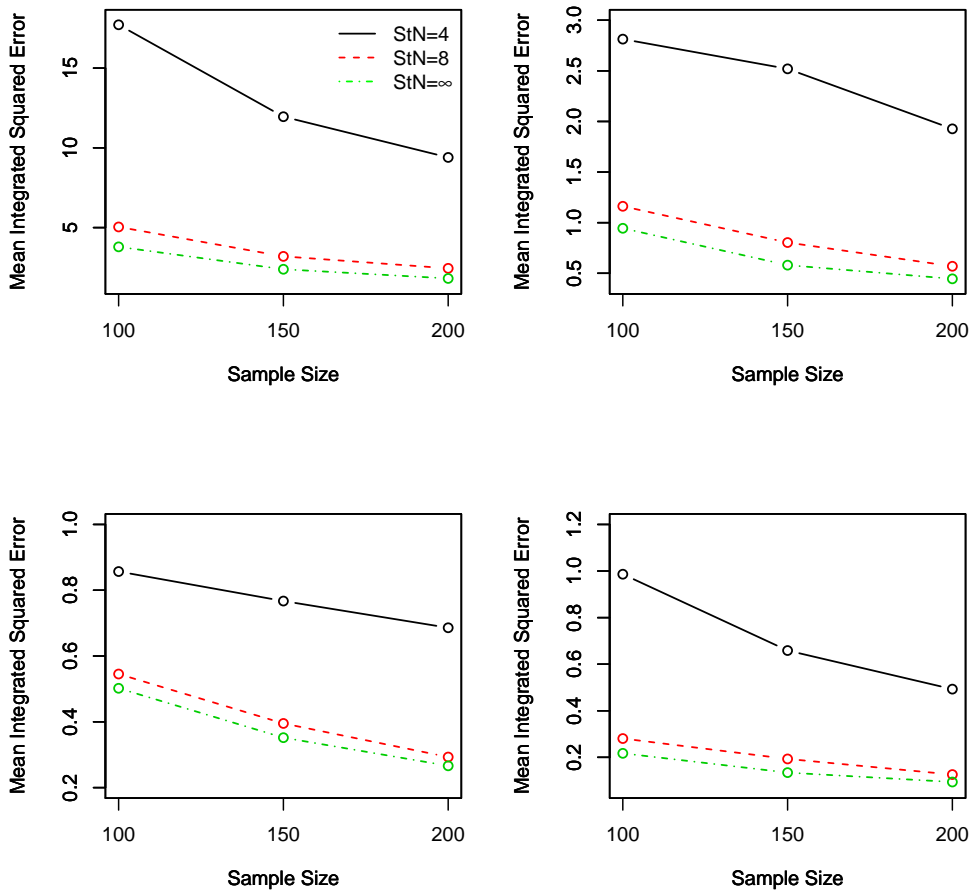 Mean Integrated Squared Error
15
10
5
StN=4
StN=8
StN=∞
100 150 200
Sample Size
Mean Integrated Squared Error
3.0
2.5
2.0
1.5
1.0
0.5
100 150 200
Sample Size
Mean Integrated Squared Error
1.0
0.8
0.6
0.4
0.2
100 150 200
Sample Size
Mean Integrated Squared Error
1.2
1.0
0.8
0.6
0.4
0.2
100 150 200
Sample Size